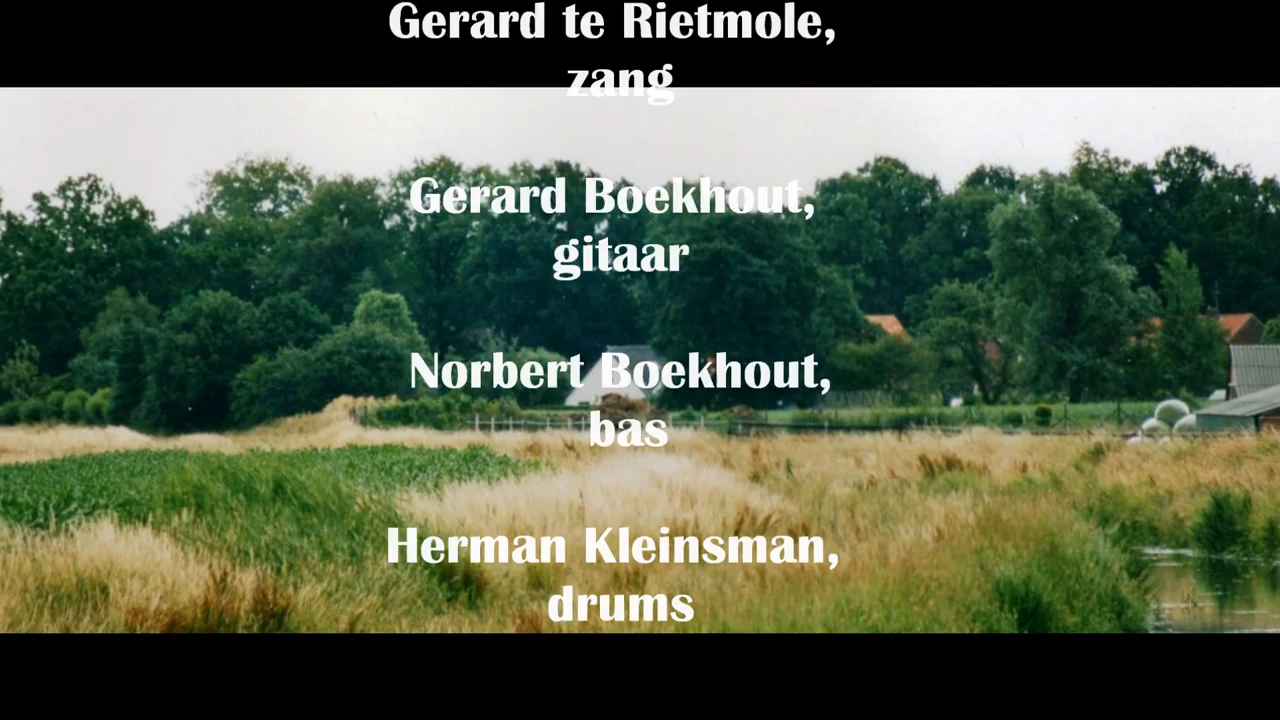 Gerard te Rietmole,
zang
Gerard Boekhout,
gitaar
Norbert Boekhout,
bas
Herman Kleinsman,
drums